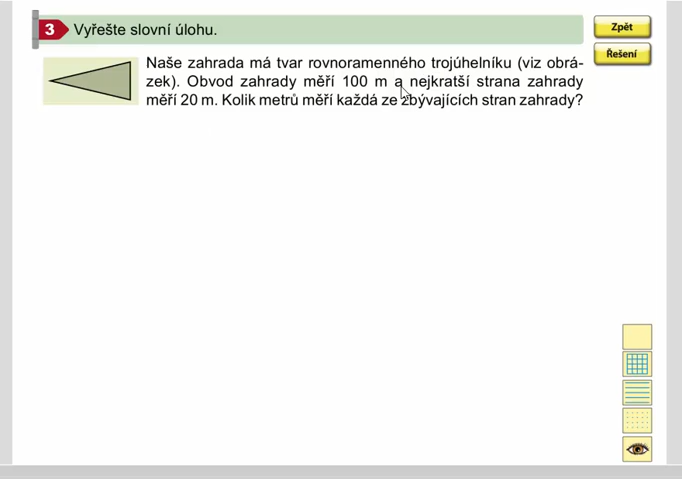 3 Vyřešte slovní úlohu.
Zpět
Řešení
Naše zahrada má tvar rovnoramenného trojúhelníku (viz obrá-
zek). Obvod zahrady měří 100 m a nejkratší strana zahrady
měří 20 m. Kolik metrů měří každá ze zbývajících stran zahrady?